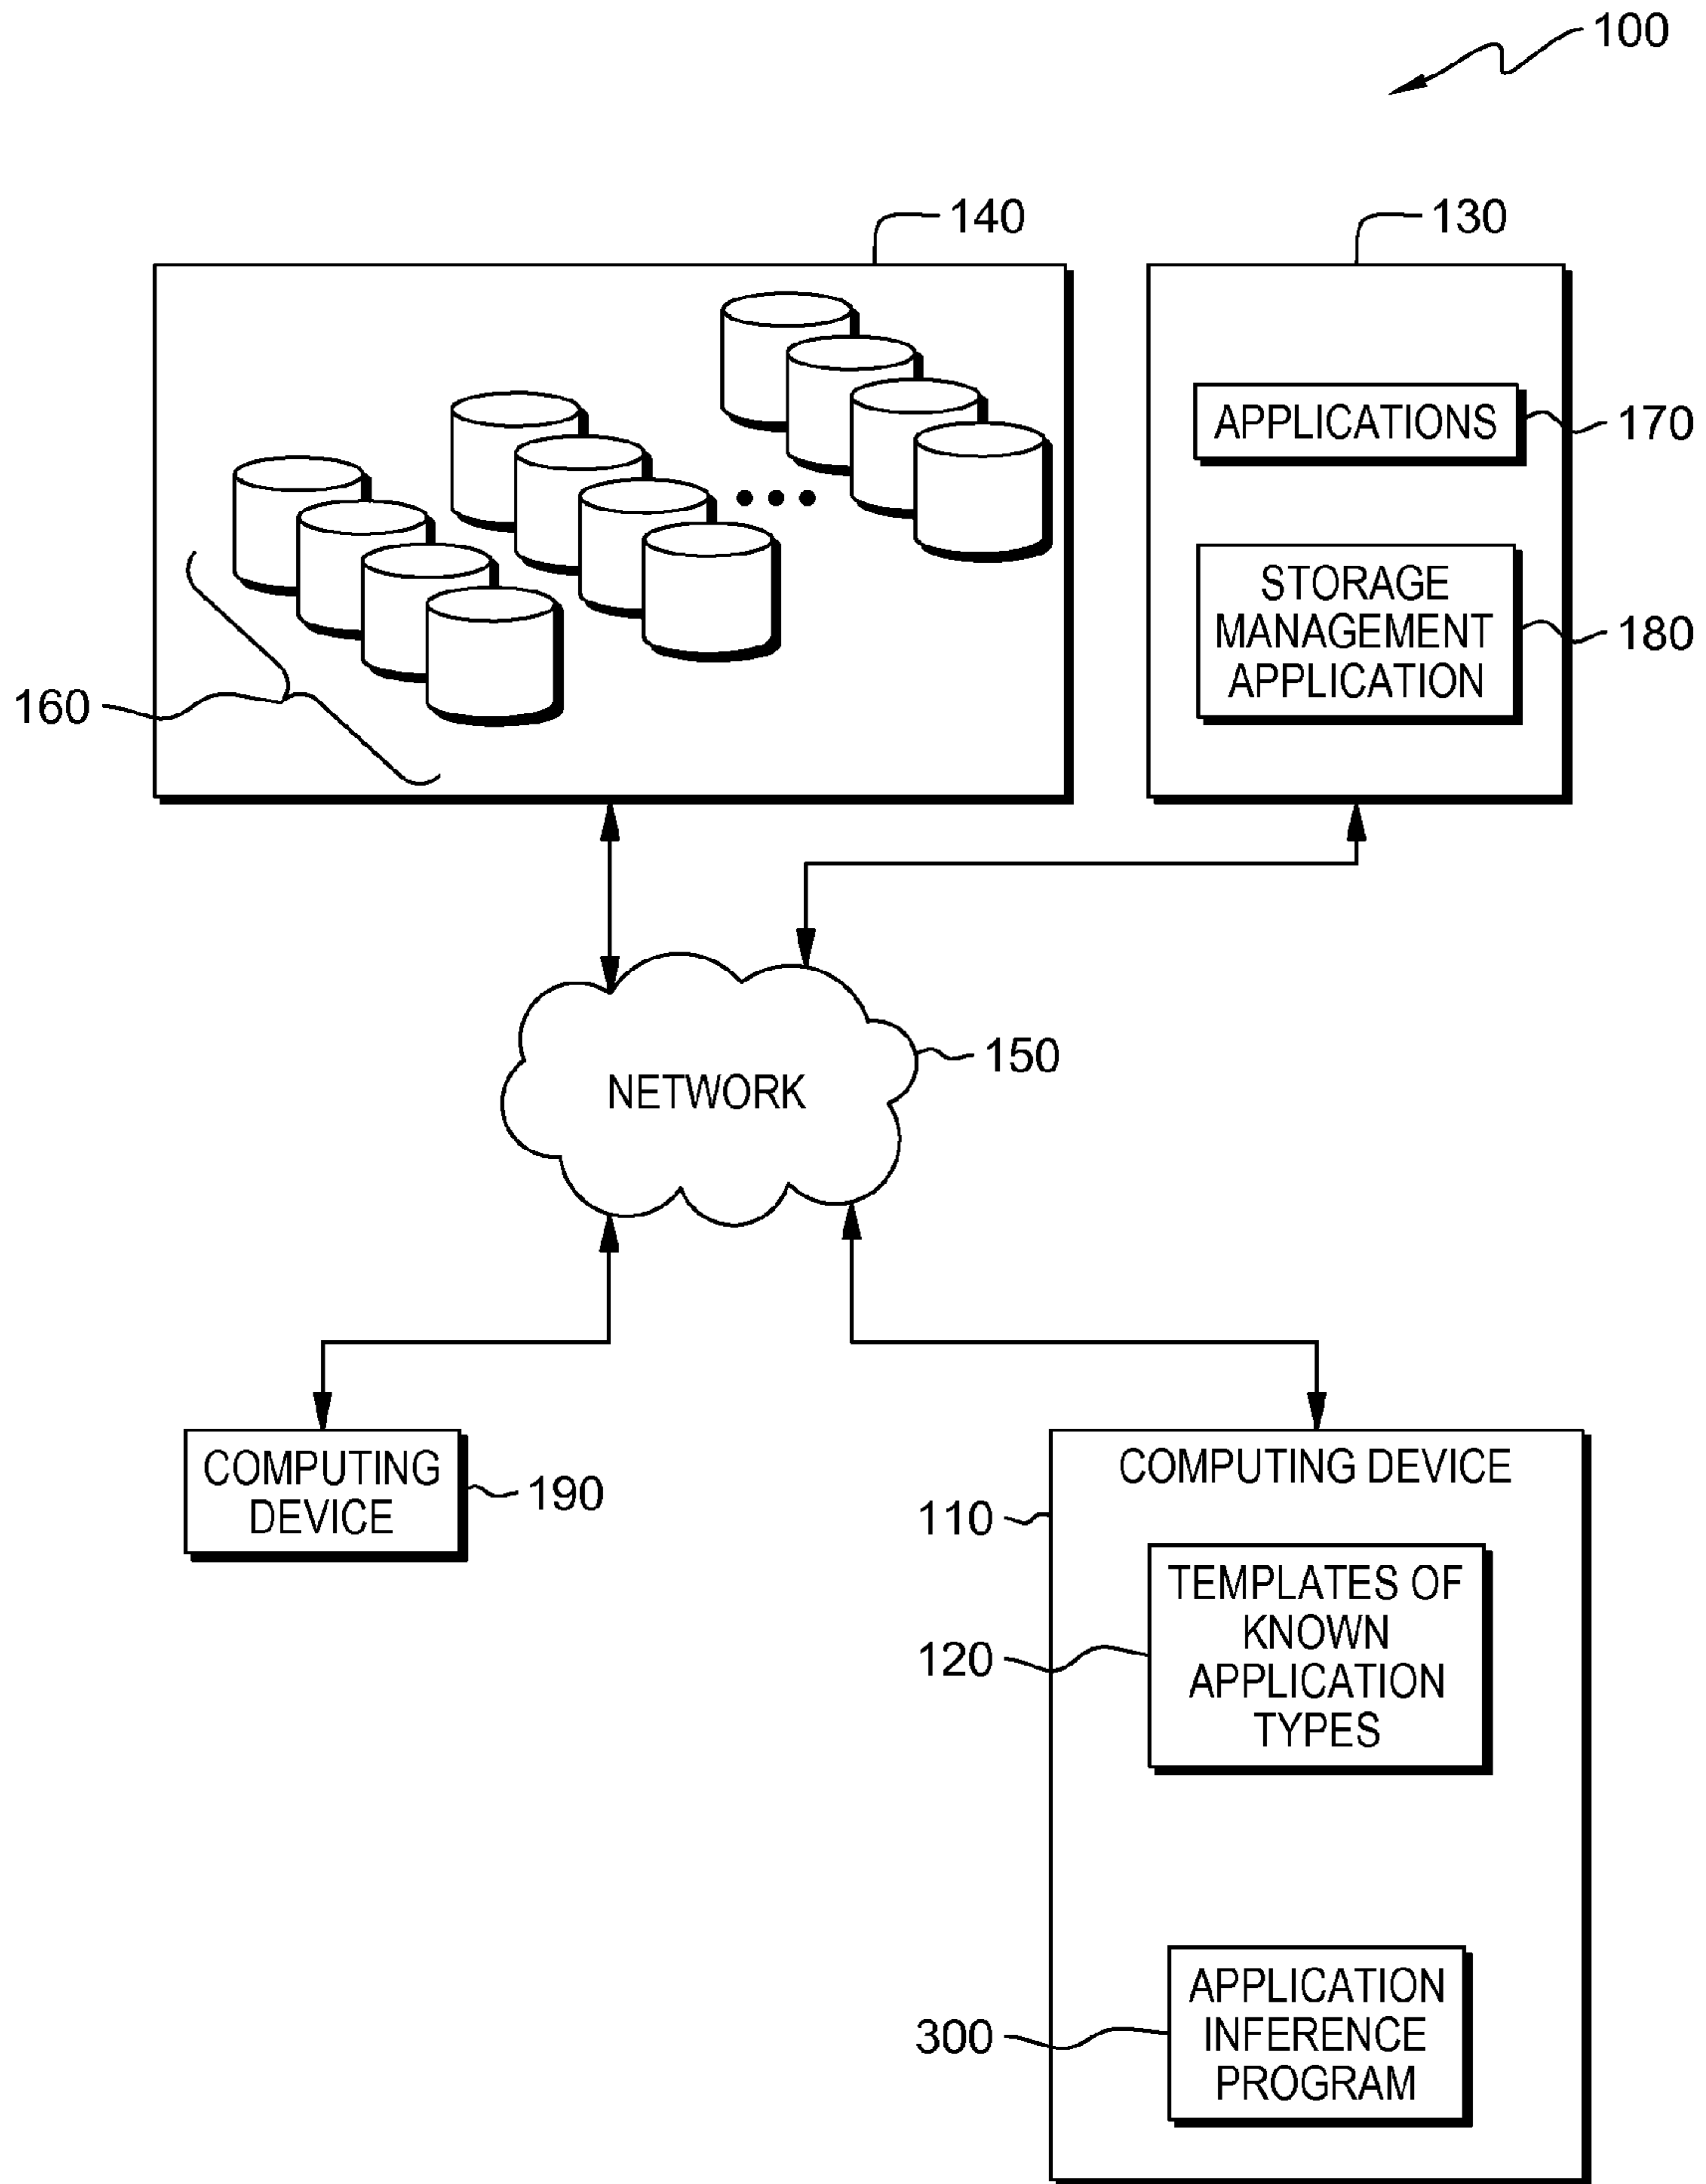 100
140
130
APPLICATIONS
170
STORAGE
MANAGEMENT
APPLICATION
180
160
NETWORK
150
COMPUTING
DEVICE
190
COMPUTING DEVICE
110
TEMPLATES OF
KNOWN
APPLICATION
TYPES
120
APPLICATION
INFERENCE
PROGRAM
300